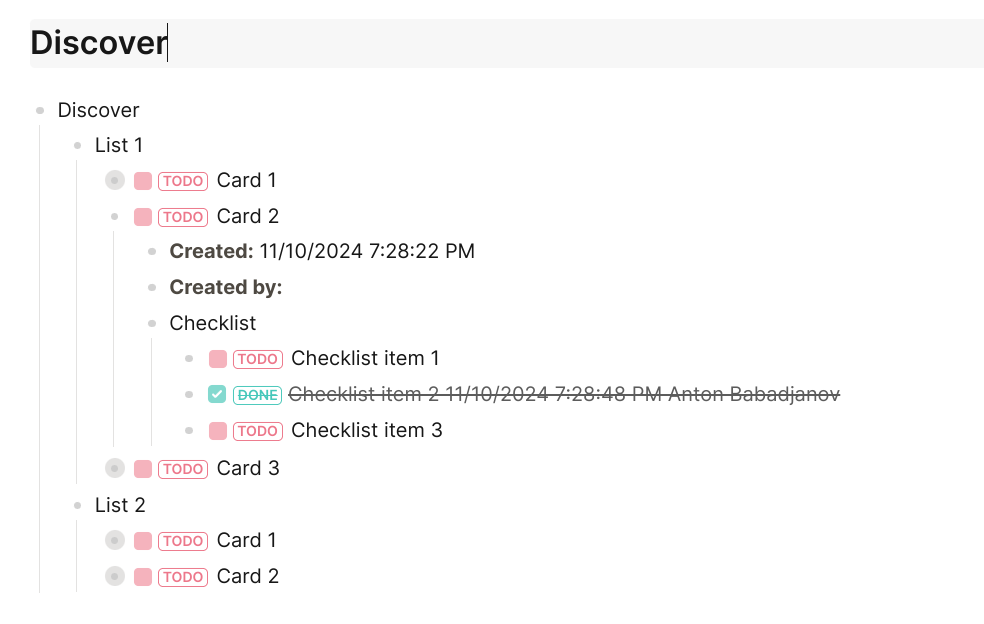 Discover
Discover
List 1
TODO Card 1
TODO Card 2
Created: 11/10/2024 7:28:22 PM
Created by:
Checklist
TODO Checklist item 1
DONE Checklist item 2 11/10/2024 7:28:48 PM Anton Babadjanov
TODO Checklist item 3
TODO Card 3
List 2
TODO Card 1
TODO Card 2